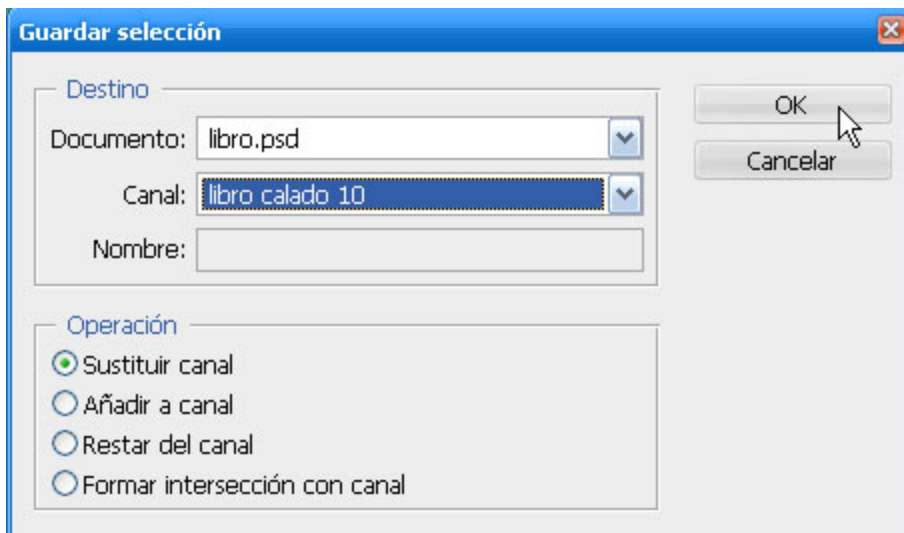 Guardar selección
Destino
Documento: libro.psd
Canal: libro calado 10
Nombre:
OK
Cancelar
Operación
Sustituir canal
Añadir a canal
Restar del canal
Formar intersección con canal